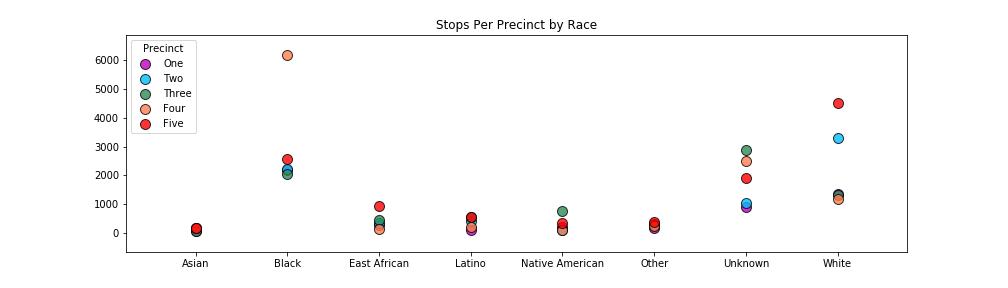 Stops Per Precinct by Race
Precinct
One
Two
Three
Four
Five
6000
5000
4000
3000
2000
1000
0
Asian Black East African Latino Native American Other Unknown White